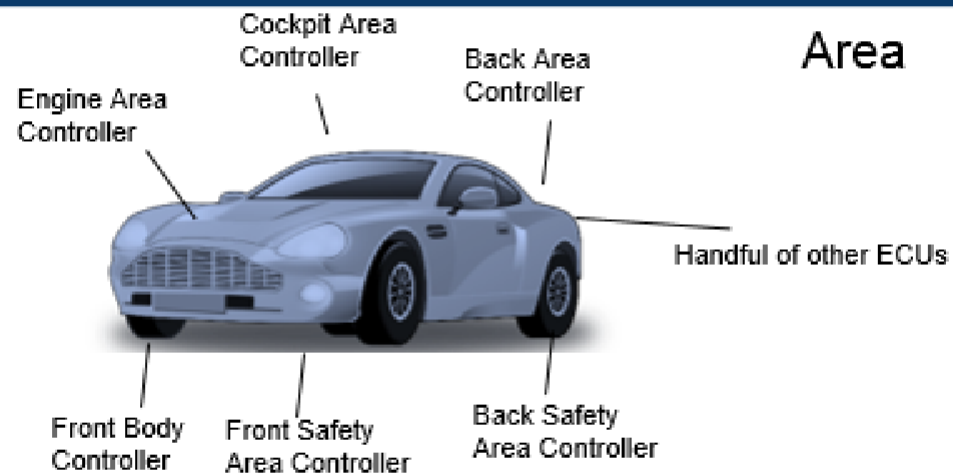 Cockpit Area
Controller
Area
Back Area
Controller
Engine Area
Controller
Handful of other ECUs
Front Body
Controller
Front Safety
Area Controller
Back Safety
Area Controller